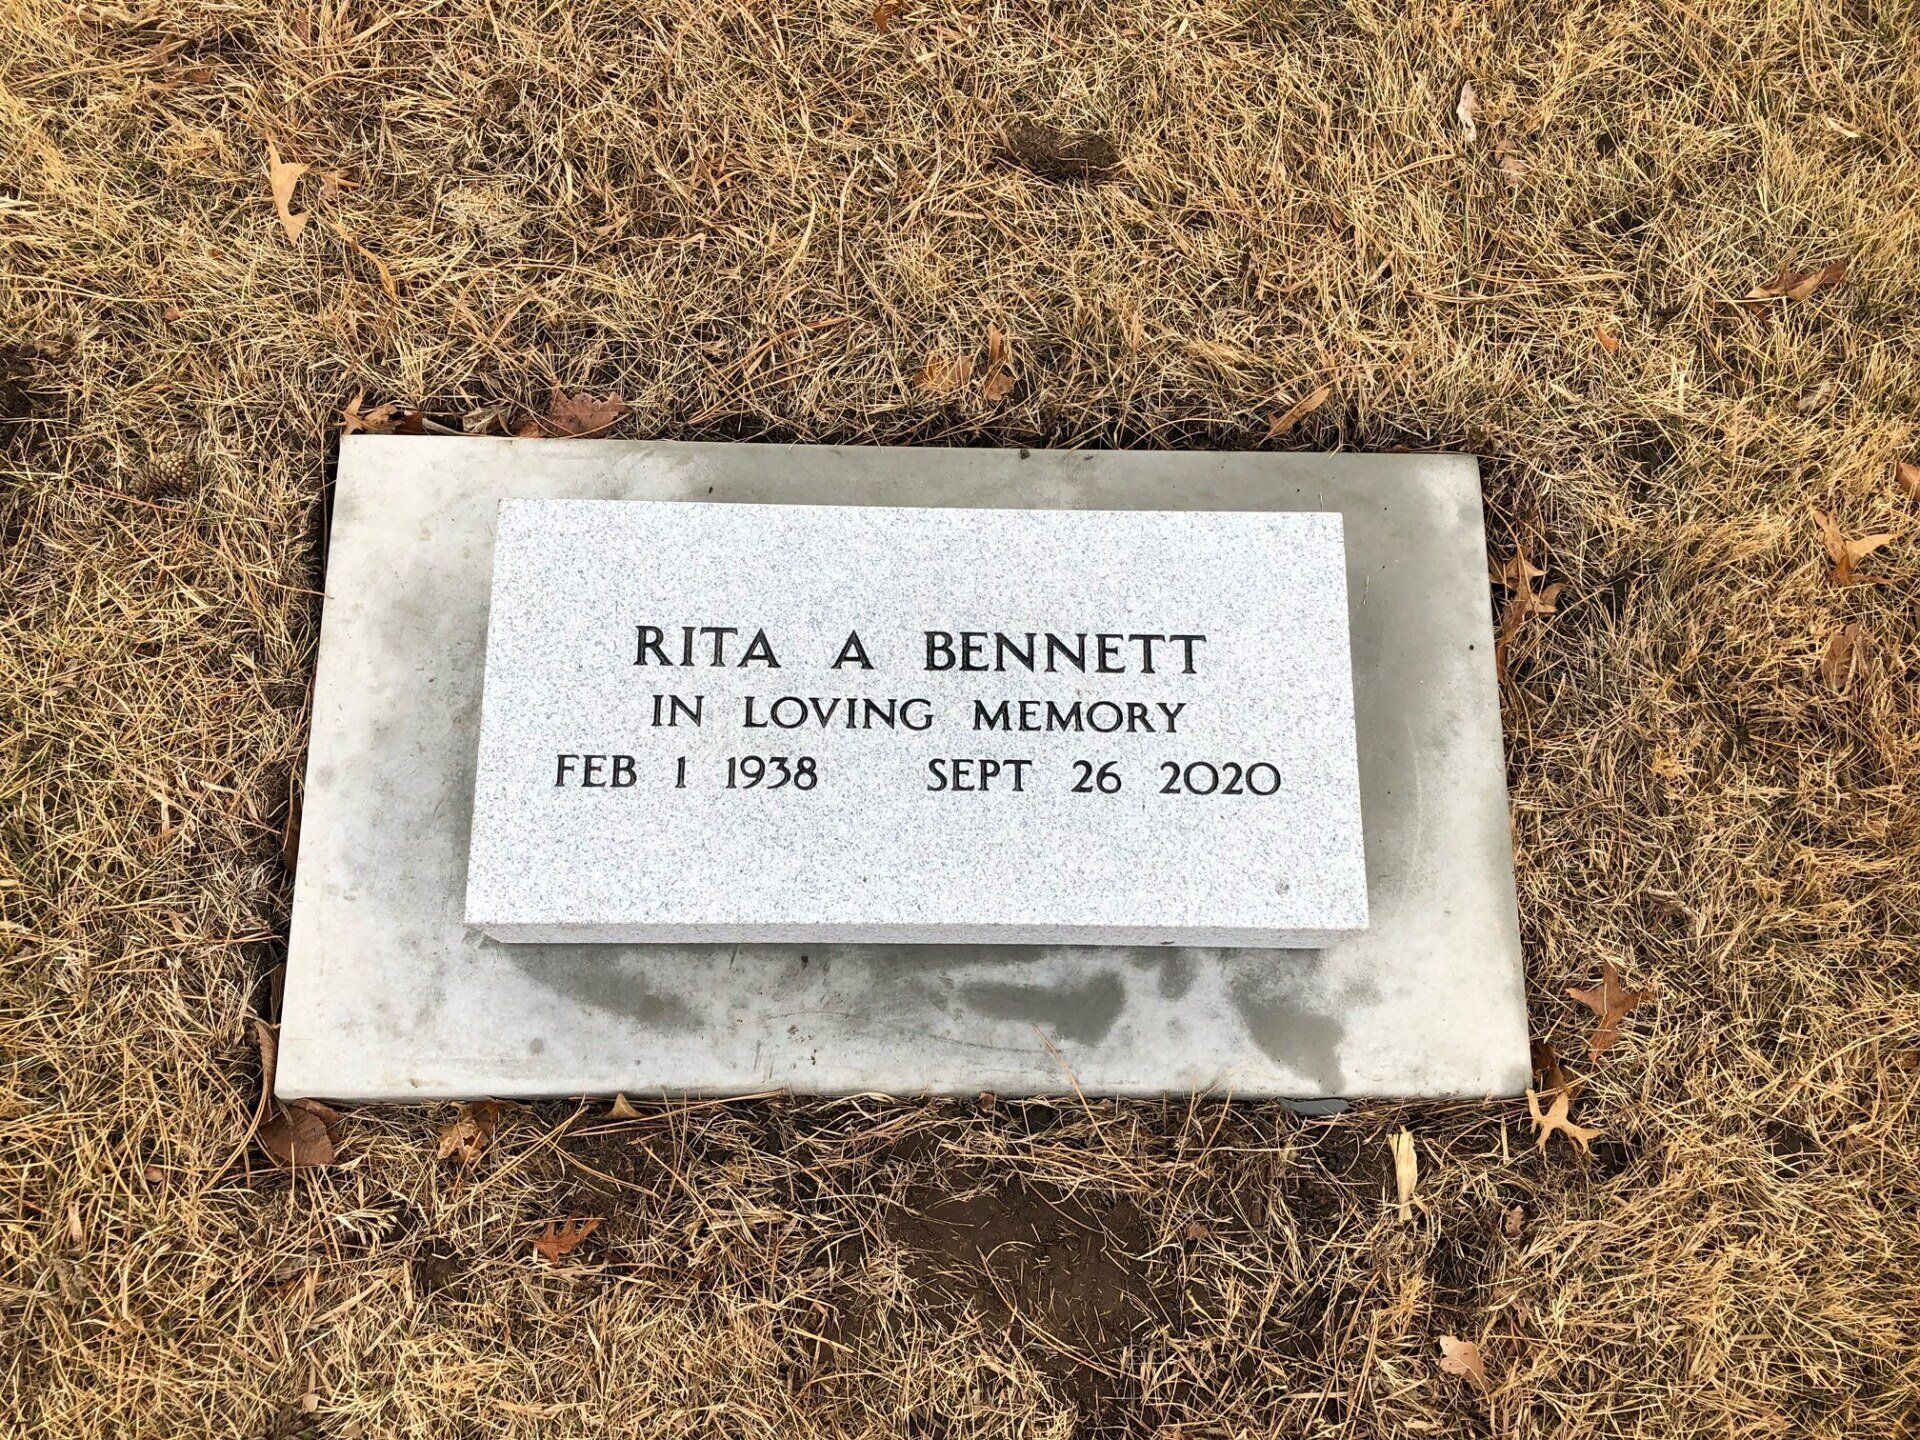 RITA A BENNETT
IN LOVING MEMORY
FEB 1 1938 SEPT 26 2020